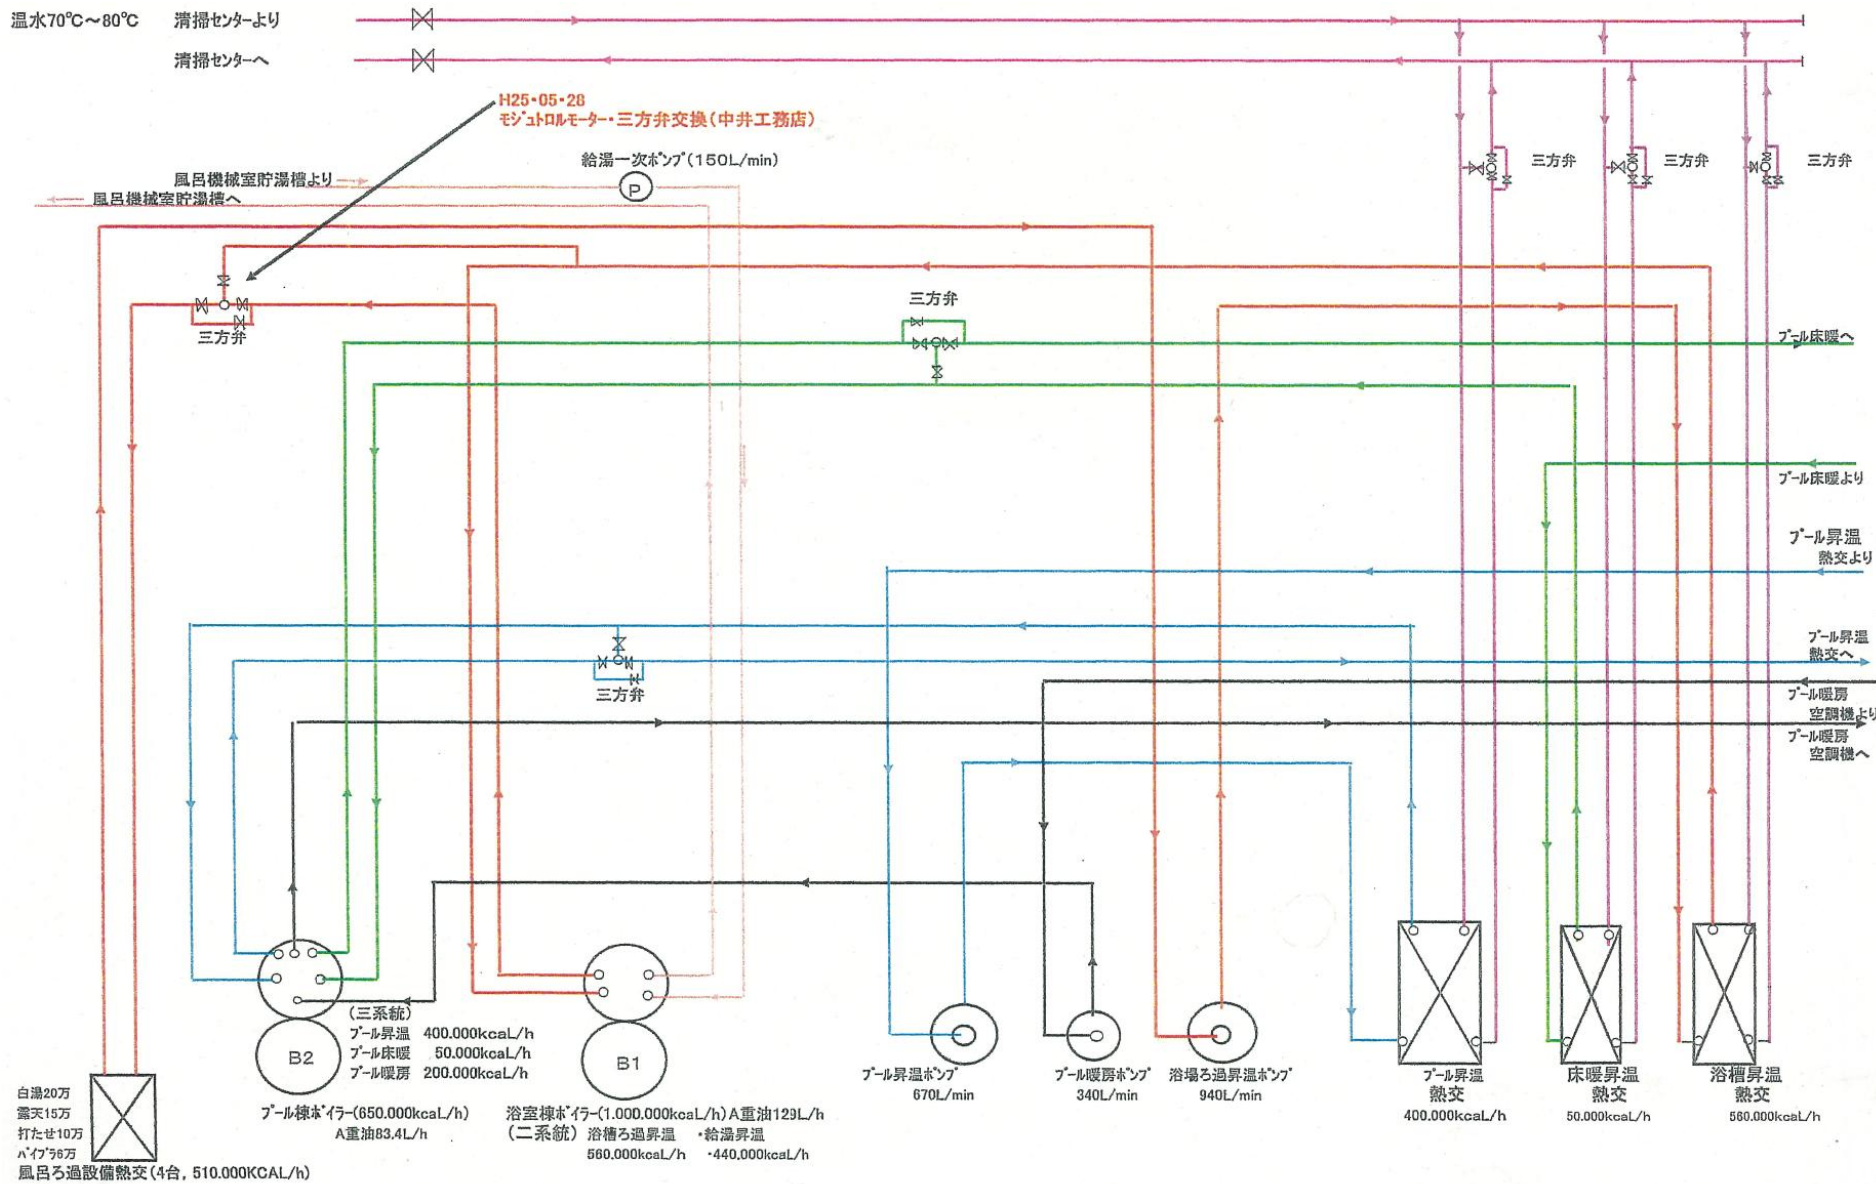 温水70℃～80℃ 清掃センターより
清掃センターへ
H25・05・28
モジュトロルモーター・三方弁交換(中井工務店)
給湯一次ポンプ(150L/min)
P
風呂機械室貯湯槽より
風呂機械室貯湯槽へ
三方弁
三方弁
三方弁
三方弁
三方弁
プール床暖へ
プール床暖より
プール昇温
熱交より
プール昇温
熱交へ
三方弁
プール暖房
空調機より
プール暖房
空調機へ
(三系統)
プール昇温 400.000kcaL/h
プール床暖 50.000kcaL/h
プール暖房 200.000kcaL/h
B2
B1
プール棟ボイラー(650.000kcaL/h)
A重油83.4L/h
浴室棟ボイラー(1.000.000kcaL/h)A重油129L/h
(二系統) 浴槽ろ過昇温 ・給湯昇温
560.000kcaL/h ・440.000kcaL/h
プール昇温ポンプ
670L/min
プール暖房ポンプ
340L/min
浴場ろ過昇温ポンプ
940L/min
プール昇温
熱交
400.000kcaL/h
床暖昇温
熱交
50.000kcaL/h
浴槽昇温
熱交
560.000kcaL/h
白湯20万
露天15万
打たせ10万
バイブラ6万
風呂ろ過設備熱交(4台, 510.000KCAL/h)